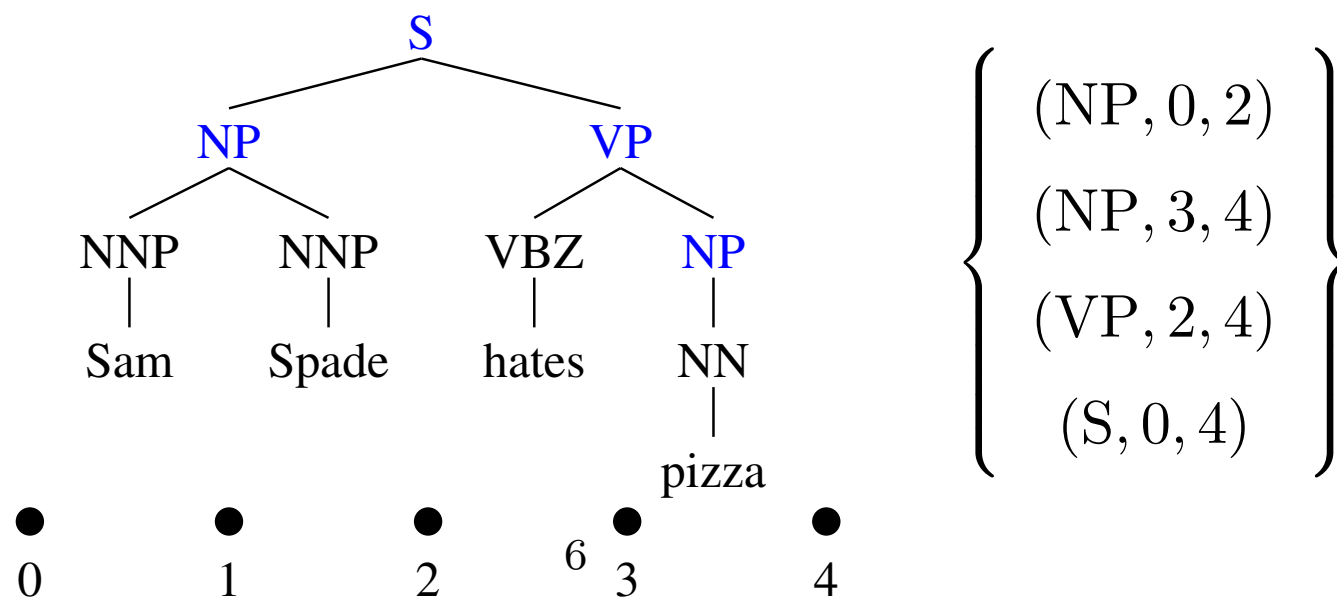 S
NP VP
NNP NNP VBZ NP
Sam Spade hates NN
pizza
0 1 2 6 3 4
(NP, 0, 2)
(NP, 3, 4)
(VP, 2, 4)
(S, 0, 4)